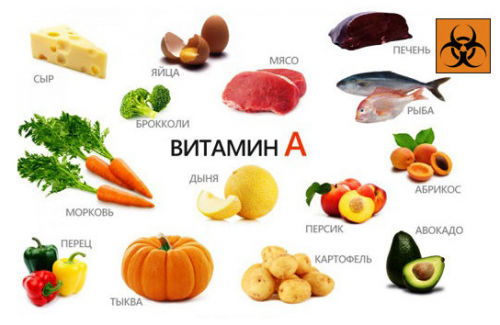 СЫР
ЯЙЦА
МЯСО
ПЕЧЕНЬ
БРОККОЛИ
РЫБА
ВИТАМИН А
МОРКОВЬ
ДЫНЯ
ПЕРСИК
АБРИКОС
ПЕРЕЦ
ТЫКВА
КАРТОФЕЛЬ
АВОКАДО